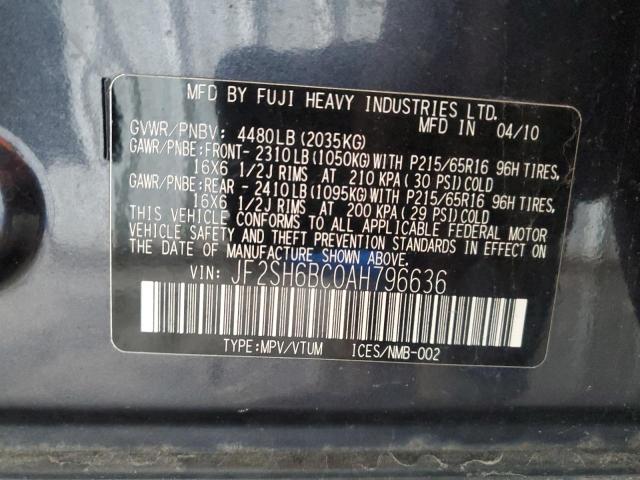 MFD BY FUJI HEAVY INDUSTRIES LTD.
MFD IN 04/10
GVWR/PNBV: 4480LB(2035KG)
GAWR/PNBE:FRONT- 2310LB(1050KG)WITH P215/65R16 96H TIRES,
16X6 1/2J RIMS AT 210 KPA(30 PSI)COLD
GAWR/PNBE:REAR - 2410LB(1095KG)WITH P215/65R16 96H TIRES,
16X6 1/2J RIMS AT 200 KPA(29 PSI)COLD
THIS VEHICLE CONFORMS TO ALL APPLICABLE FEDERAL MOTOR
VEHICLE SAFETY AND THEFT PREVENTION STANDARDS IN EFFECT ON
THE DATE OF MANUFACTURE SHOWN ABOVE.
VIN: JF2SH6BC0AH796636
TYPE:MPV/VTUM ICES/NMB-002